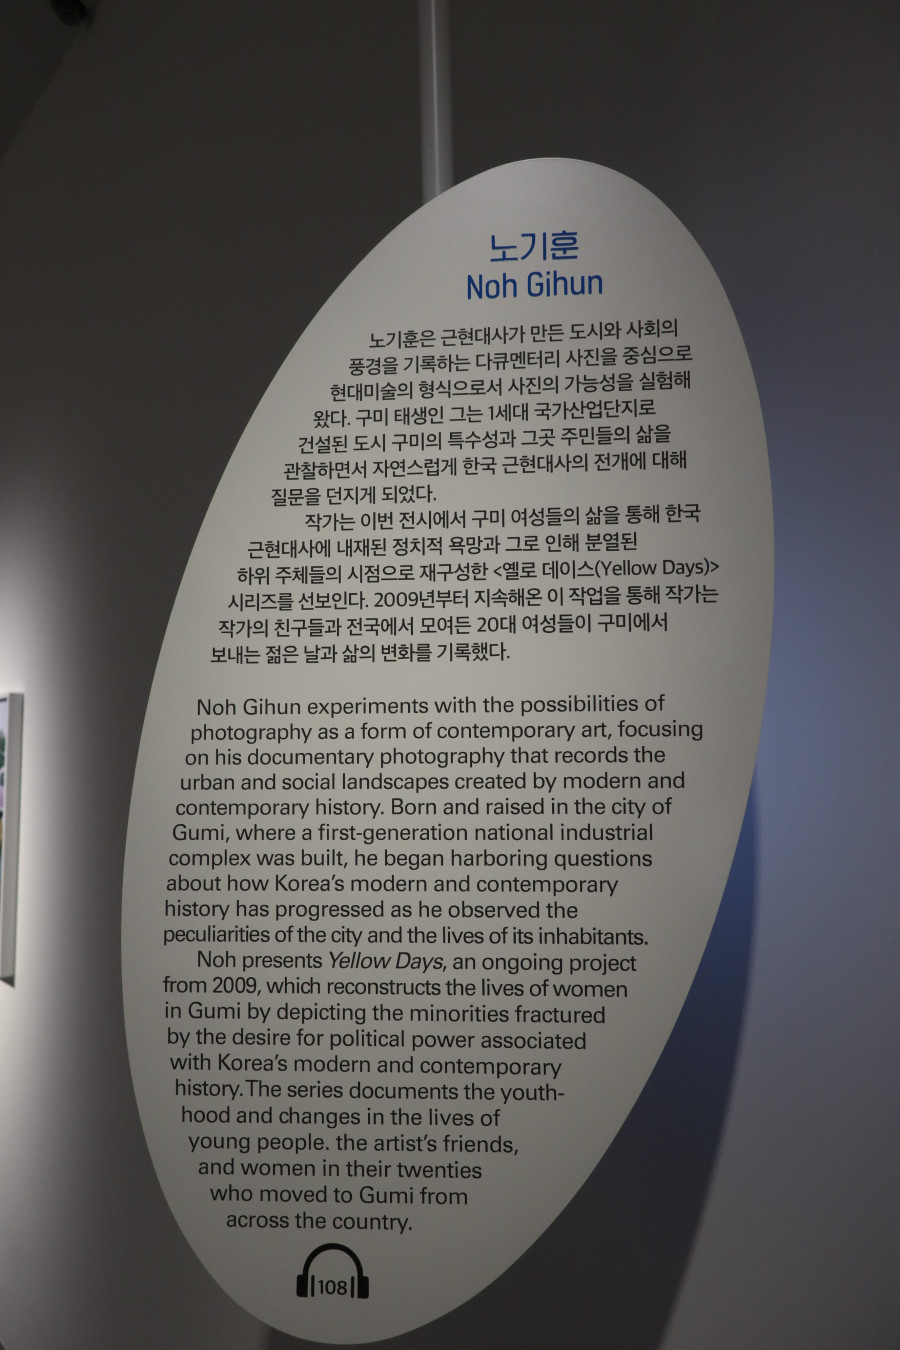 노기훈
Noh Gihun
노기훈은 근현대사가 만든 도시와 사회의
풍경을 기록하는 다큐멘터리 사진을 중심으로
현대미술의 형식으로서 사진의 가능성을 실험해
왔다. 구미 태생인 그는 1세대 국가산업단지로
건설된 도시 구미의 특수성과 그곳 주민들의 삶을
관찰하면서 자연스럽게 한국 근현대사의 전개에 대해
질문을 던지게 되었다.
작가는 이번 전시에서 구미 여성들의 삶을 통해 한국
근현대사에 내재된 정치적 욕망과 그로 인해 분열된
하위 주체들의 시점으로 재구성한 <옐로 데이스(Yellow Days)>
시리즈를 선보인다. 2009년부터 지속해온 이 작업을 통해 작가는
작가의 친구들과 전국에서 모여든 20대 여성들이 구미에서
보내는 젊은 날과 삶의 변화를 기록했다.
Noh Gihun experiments with the possibilities of
photography as a form of contemporary art, focusing
on his documentary photography that records the
urban and social landscapes created by modern and
contemporary history. Born and raised in the city of
Gumi, where a first-generation national industrial
complex was built, he began harboring questions
about how Korea's modern and contemporary
history has progressed as he observed the
peculiarities of the city and the lives of its inhabitants.
Noh presents Yellow Days, an ongoing project
from 2009, which reconstructs the lives of women
in Gumi by depicting the minorities fractured
by the desire for political power associated
with Korea's modern and contemporary
history. The series documents the youth-
hood and changes in the lives of
young people. the artist's friends,
and women in their twenties
who moved to Gumi from
across the country.
108